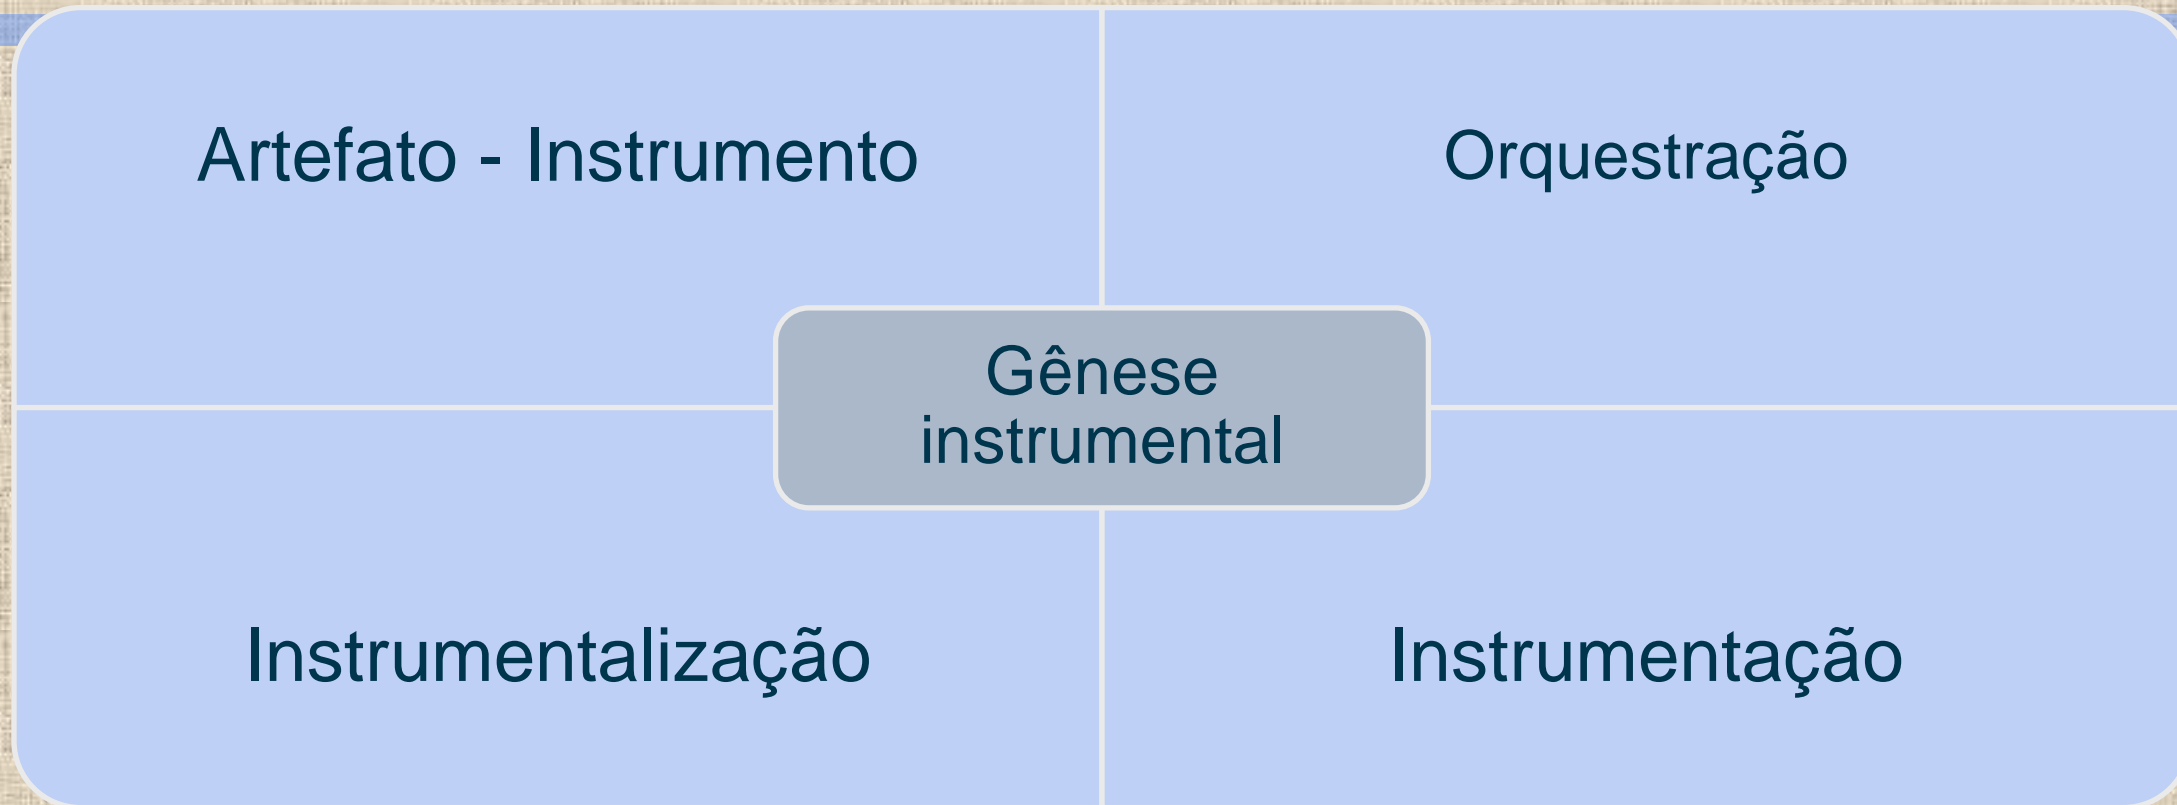 Artefato - Instrumento
Orquestração
Gênese
instrumental
Instrumentalização
Instrumentação